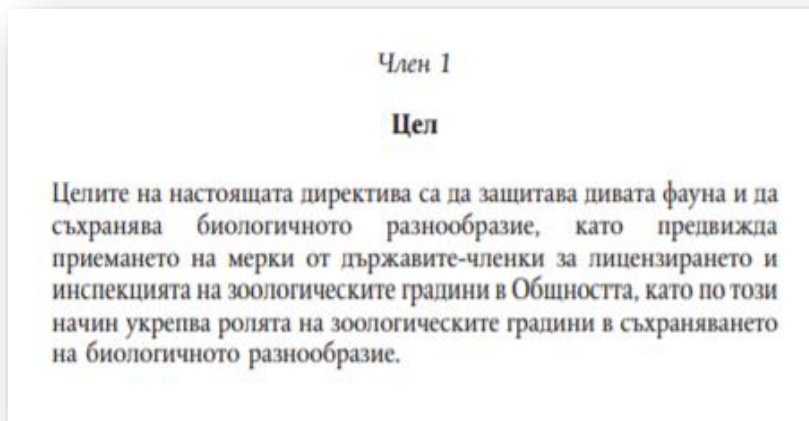 Член 1
Цел
Целите на настоящата директива са да защитава дивата фауна и да
съхранява биологичното разнообразие, като предвижда
приемането на мерки от държавите-членки за лицензирането и
инспекцията на зоологическите градини в Общността, като по този
начин укрепва ролята на зоологическите градини в съхраняването
на биологичното разнообразие.